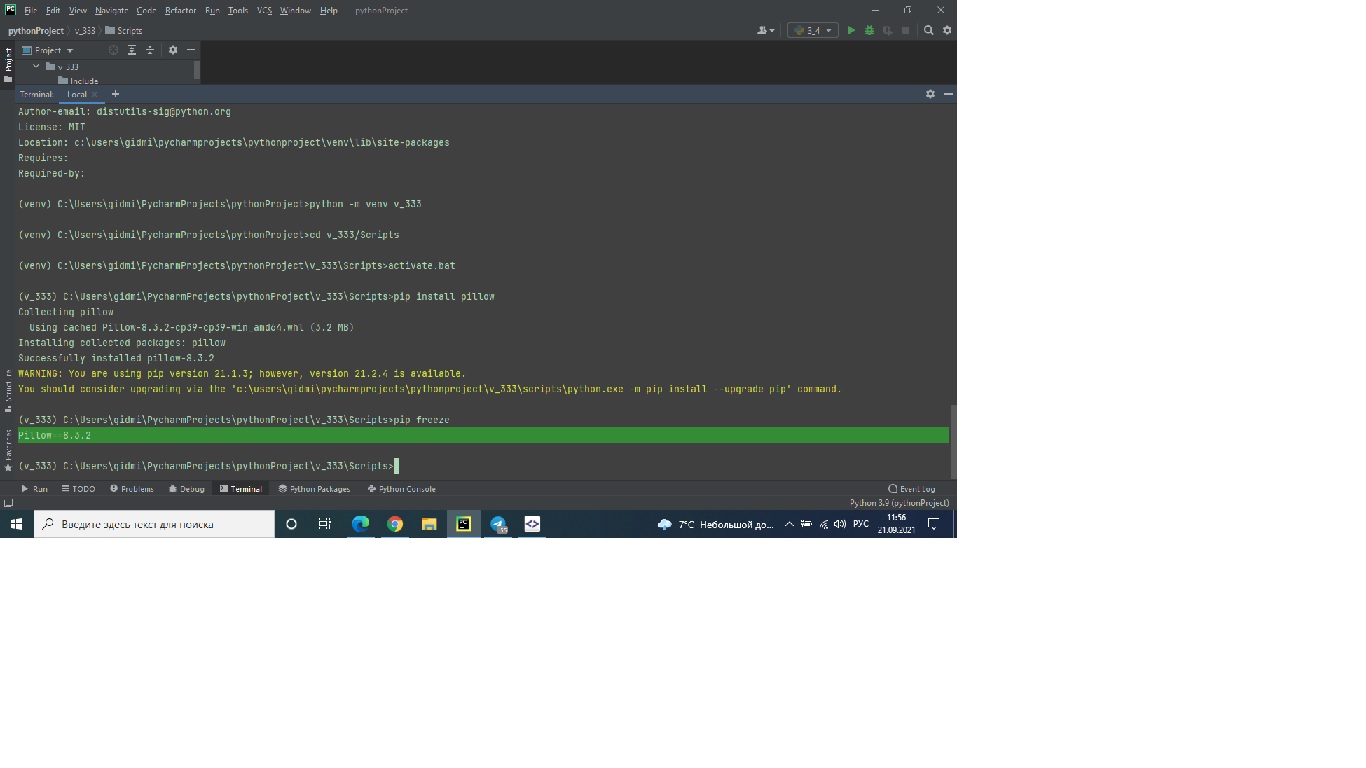 PC File Edit View Navigate Code Refactor Run Tools VCS Window Help pythonProject
pythonProject v_333 Scripts 3_4
Project
Project
v-333
Include
Terminal: Local × +
Author-email: distutils-sig@python.org
License: MIT
Location: c:\users\gidmi\pycharmprojects\pythonproject\venv\lib\site-packages
Requires:
Required-by:
(venv) C:\Users\gidmi\PycharmProjects\pythonProject>python -m venv v_333
(venv) C:\Users\gidmi\PycharmProjects\pythonProject>cd v_333/Scripts
(venv) C:\Users\gidmi\PycharmProjects\pythonProject\v_333\Scripts>activate.bat
(v_333) C:\Users\gidmi\PycharmProjects\pythonProject\v_333\Scripts>pip install pillow
Collecting pillow
Using cached Pillow-8.3.2-cp39-cp39-win_amd64.whl (3.2 MB)
Installing collected packages: pillow
Successfully installed pillow-8.3.2
WARNING: You are using pip version 21.1.3; however, version 21.2.4 is available.
You should consider upgrading via the 'c:\users\gidmi\pycharmprojects\pythonproject\v_333\scripts\python.exe -m pip install --upgrade pip' command.
(v_333) C:\Users\gidmi\PycharmProjects\pythonProject\v_333\Scripts>pip freeze
Pillow==8.3.2
(v_333) C:\Users\gidmi\PycharmProjects\pythonProject\v_333\Scripts>
Structure
Favorites
Run TODO Problems Debug Terminal Python Packages Python Console Event Log
Python 3.9 (pythonProject)
Введите здесь текст для поиска
PC
7°C Небольшой до... РУС
11:56
21.09.2021